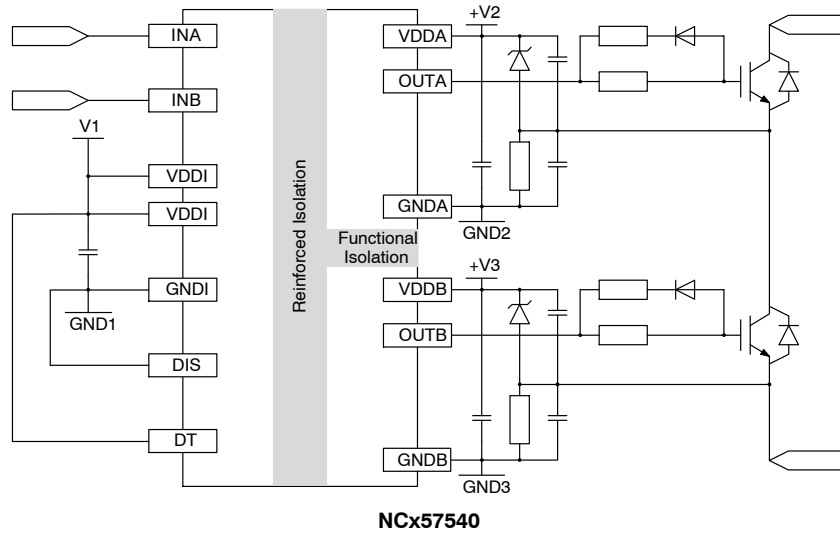 INA
INB
V1
VDDI
VDDI
GNDI
GND1
DIS
DT
Reinforced Isolation
Functional
Isolation
+V2
VDDA
OUTA
GNDA
GND2
+V3
VDDB
OUTB
GNDB
GND3
NCx57540